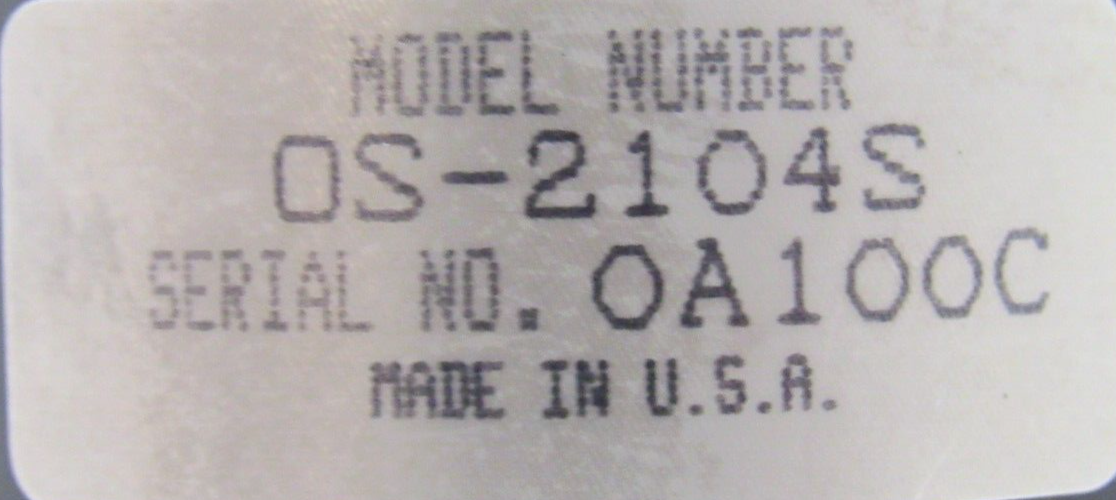 MODEL NUMBER
OS-2104S
SERIAL NO. OA100C
MADE IN U.S.A.